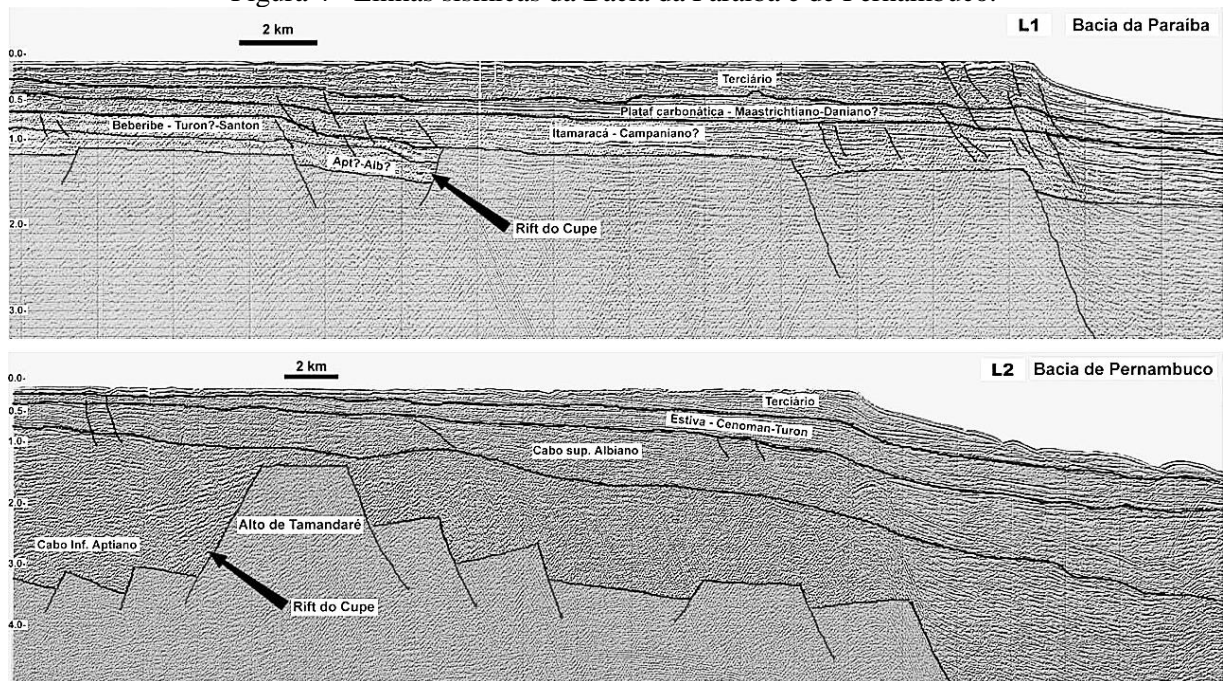 Figura 4 - Linhas sísmicas da Bacia da Paraíba e de Pernambuco.
2 km
L1 Bacia da Paraíba
0.0-
Terciário
0.5-
Plataf carbonática - Maastrichtiano-Daniano?
Beberibe - Turon?-Santon
Itamaracá - Campaniano?
1.0-
Apt?-Alb?
2.0-
Rift do Cupe
3.0-
2 km
L2 Bacia de Pernambuco
0.0-
Terciário
0.5-
Estiva - Cenoman-Turon
1.0-
Cabo sup. Albiano
2.0-
Alto de Tamandaré
Cabo Inf. Aptiano
3.0-
Rift do Cupe
4.0-